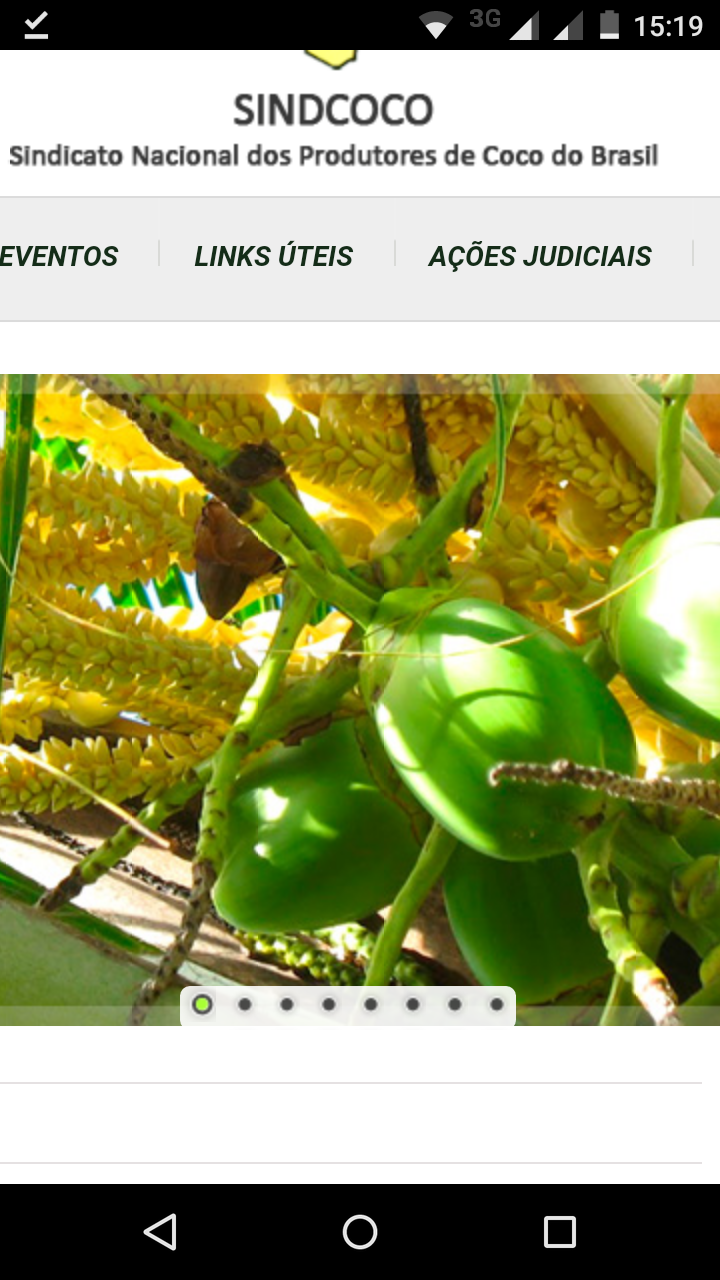 3G 15:19
SINDCOCO
Sindicato Nacional dos Produtores de Coco do Brasil
EVENTOS LINKS ÚTEIS AÇÕES JUDICIAIS